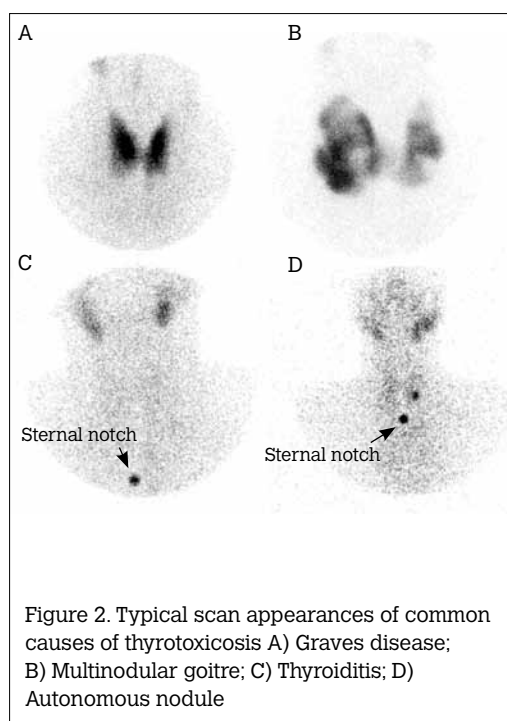 A
B
C
D
Sternal notch
Sternal notch
Figure 2. Typical scan appearances of common
causes of thyrotoxicosis A) Graves disease;
B) Multinodular goitre; C) Thyroiditis; D)
Autonomous nodule